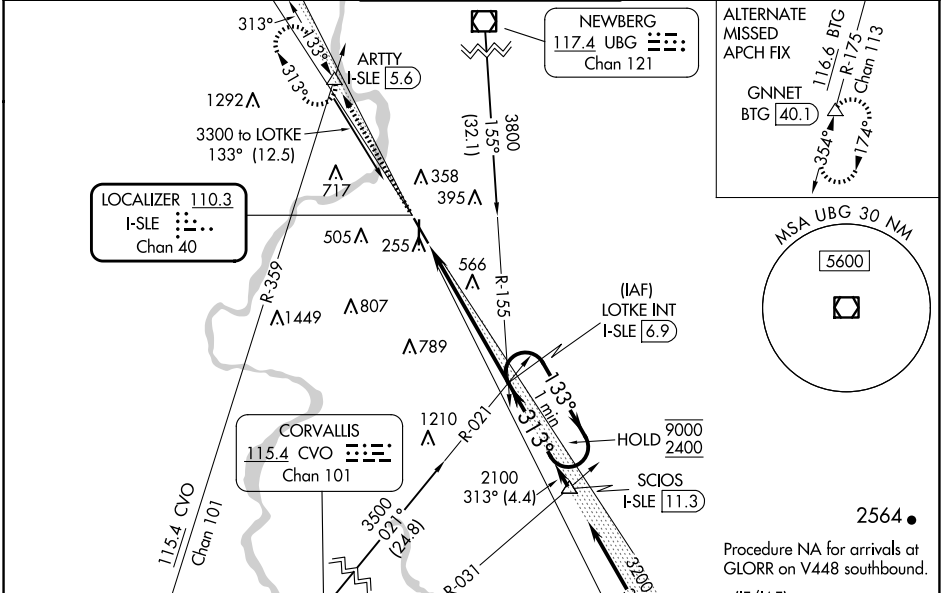 313°
133°
313°
ARTTY
I-SLE 5.6
1292
3300 to LOTKE
133° (12.5)
717
358
395
505
255
566
LOCALIZER 110.3
I-SLE
Chan 40
R-359
1449
807
789
NEWBERG
117.4 UBG
Chan 121
3800
155°
(32.1)
R-155
(IAF)
LOTKE INT
I-SLE 6.9
133°
1 min
313°
HOLD 9000
2400
1210
R-021
CORVALLIS
115.4 CVO
Chan 101
2100
313° (4.4)
SCIOS
I-SLE 11.3
3500
021°
(24.8)
115.4 CVO
Chan 101
R-031
3200
ALTERNATE
MISSED
APCH FIX
116.6 BTG
R-175
Chan 113
GNNET
BTG 40.1
354°
174°
MSA UBG 30 NM
5600
2564
Procedure NA for arrivals at
GLORR on V448 southbound.